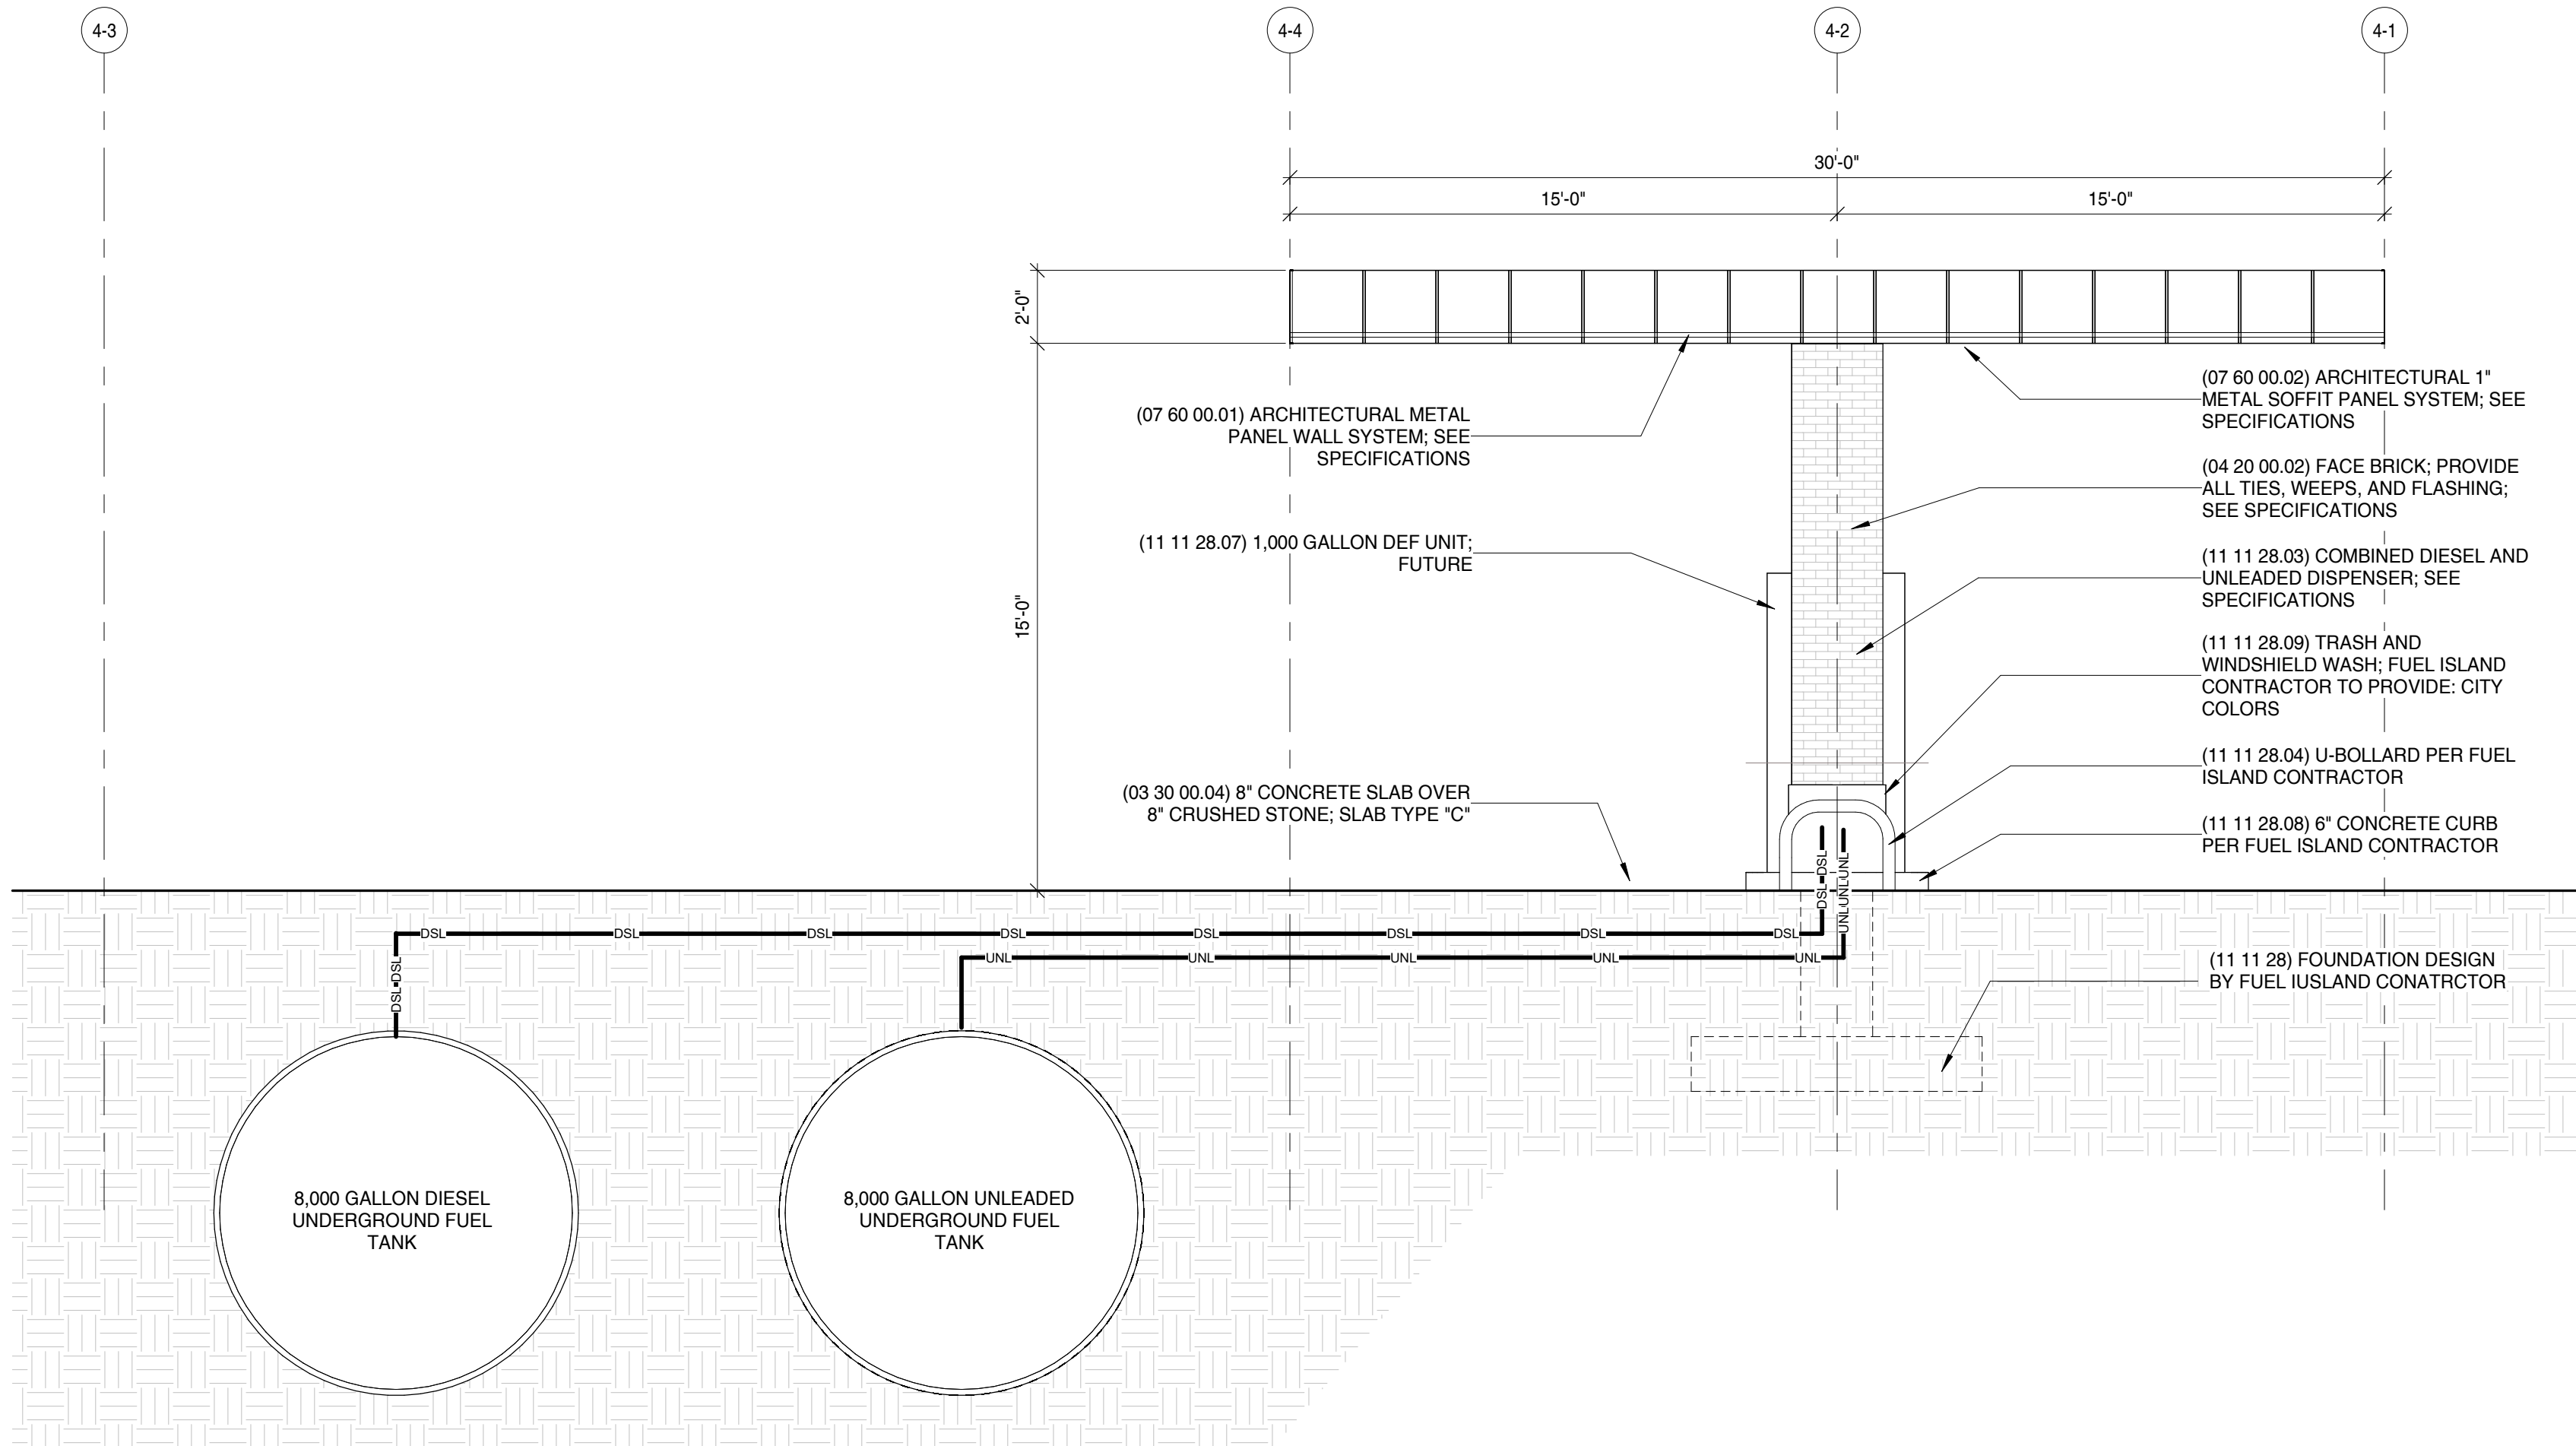 4-3
4-4
4-2
4-1
30'-0"
15'-0"
15'-0"
2'-0"
15'-0"
(07 60 00.01) ARCHITECTURAL METAL
PANEL WALL SYSTEM; SEE
SPECIFICATIONS
(11 11 28.07) 1,000 GALLON DEF UNIT;
FUTURE
(03 30 00.04) 8" CONCRETE SLAB OVER
8" CRUSHED STONE; SLAB TYPE "C"
(07 60 00.02) ARCHITECTURAL 1"
METAL SOFFIT PANEL SYSTEM; SEE
SPECIFICATIONS
(04 20 00.02) FACE BRICK; PROVIDE
ALL TIES, WEEPS, AND FLASHING;
SEE SPECIFICATIONS
(11 11 28.03) COMBINED DIESEL AND
UNLEADED DISPENSER; SEE
SPECIFICATIONS
(11 11 28.09) TRASH AND
WINDSHIELD WASH; FUEL ISLAND
CONTRACTOR TO PROVIDE: CITY
COLORS
(11 11 28.04) U-BOLLARD PER FUEL
ISLAND CONTRACTOR
(11 11 28.08) 6" CONCRETE CURB
PER FUEL ISLAND CONTRACTOR
(11 11 28) FOUNDATION DESIGN
BY FUEL IUSLAND CONATRCTOR
DSL DSL
UNL UNL UNL
DSL DSL DSL DSL DSL DSL DSL DSL
UNL UNL UNL UNL UNL
DSL DSL
8,000 GALLON DIESEL
UNDERGROUND FUEL
TANK
8,000 GALLON UNLEADED
UNDERGROUND FUEL
TANK